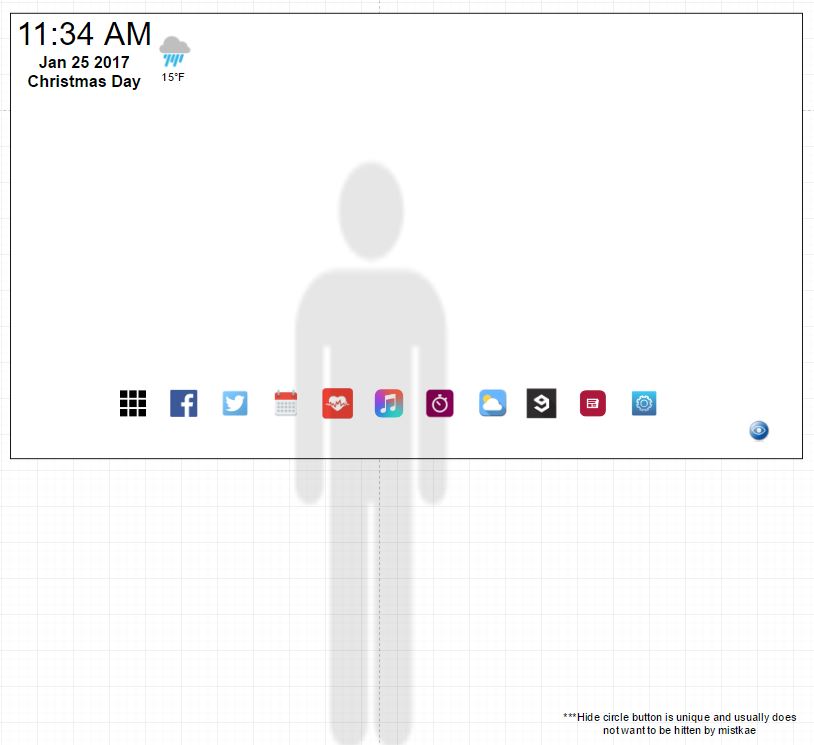 11:34 AM
Jan 25 2017
Christmas Day
15°F
***Hide circle button is unique and usually does
not want to be hitten by mistkae